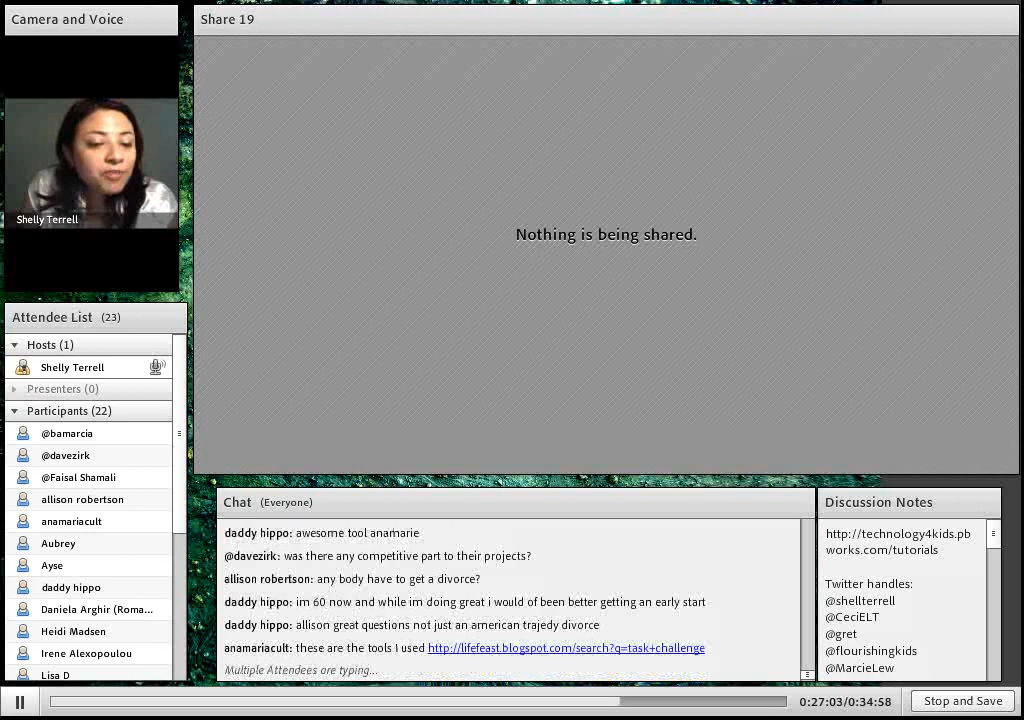 Camera and Voice
Share 19
Shelly Terrell
Nothing is being shared.
Attendee List (23)
Hosts (1)
Shelly Terrell
Presenters (0)
Participants (22)
@bamarcia
@davezirk
@Faisal Shamali
allison robertson
anamariacult
Aubrey
Ayse
daddy hippo
Daniela Arghir (Roma...
Heidi Madsen
Irene Alexopoulou
Lisa D
Chat (Everyone)
daddy hippo: awesome tool anamarie
@davezirk: was there any competitive part to their projects?
allison robertson: any body have to get a divorce?
daddy hippo: im 60 now and while im doing great i would of been better getting an early start
daddy hippo: allison great questions not just an american trajedy divorce
anamariacult: these are the tools I used http://lifefeast.blogspot.com/search?q=task+challenge
Multiple Attendees are typing...
Discussion Notes
http://technology4kids.pb
works.com/tutorials
Twitter handles:
@shellterrell
@CeciELT
@gret
@flourishingkids
@MarcieLew
0:27:03/0:34:58
Stop and Save